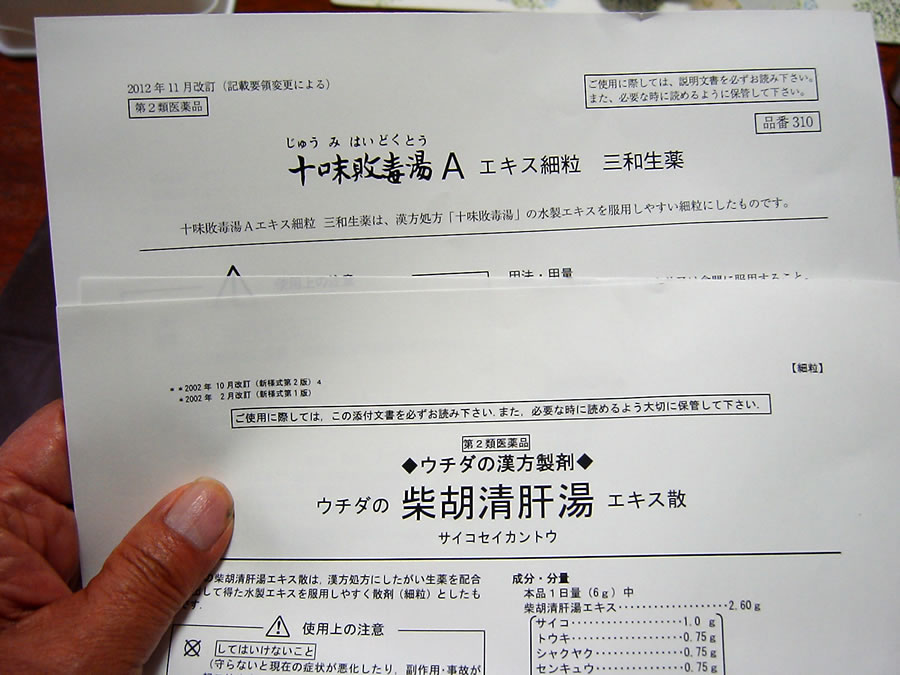 2012年11月改訂（記載要領変更による）
第２類医薬品
ご使用に際しては、説明文書を必ずお読み下さい。
また、必要な時に読めるように保管して下さい。
品番310
じゅう み はいどくとう
十味敗毒湯A エキス細粒 三和生薬
十味敗毒湯Ａエキス細粒 三和生薬は、漢方処方「十味敗毒湯」の水製エキスを服用しやすい細粒にしたものです。
使用上の注意
用法・用量
【細粒】
＊＊2002年 10月改訂（新様式第２版）4
＊2002年 2月改訂（新様式第１版）
ご使用に際しては，この添付文書を必ずお読み下さい．また，必要な時に読めるよう大切に保管して下さい．
第２類医薬品
◆ウチダの漢方製剤◆
ウチダの 柴胡清肝湯 エキス散
サイコセイカントウ
柴胡清肝湯エキス散は，漢方処方にしたがい生薬を配合
して得た水製エキスを服用しやすく散剤（細粒）としたも
です．
使用上の注意
してはいけないこと
（守らないと現在の症状が悪化したり，副作用・事故が
成分・分量
本品１日量（6ｇ）中
柴胡清肝湯エキス‥‥‥‥‥‥‥2.60ｇ
サイコ‥‥‥‥‥‥‥1.0 ｇ
トウキ‥‥‥‥‥‥‥0.75ｇ
シャクヤク‥‥‥‥‥0.75ｇ
センキュウ‥‥‥‥‥0.75ｇ